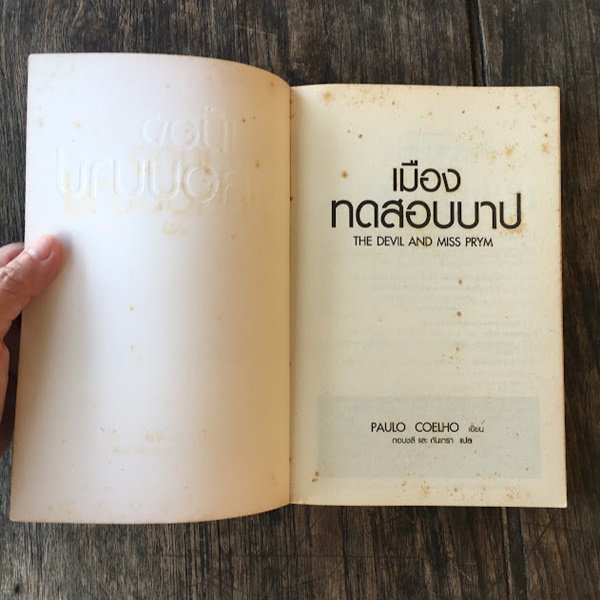 เมือง
ทดสอบบาป
THE DEVIL AND MISS PRYM
PAULO COELHO เขียน
กอบชลี และ กันเกรา แปล